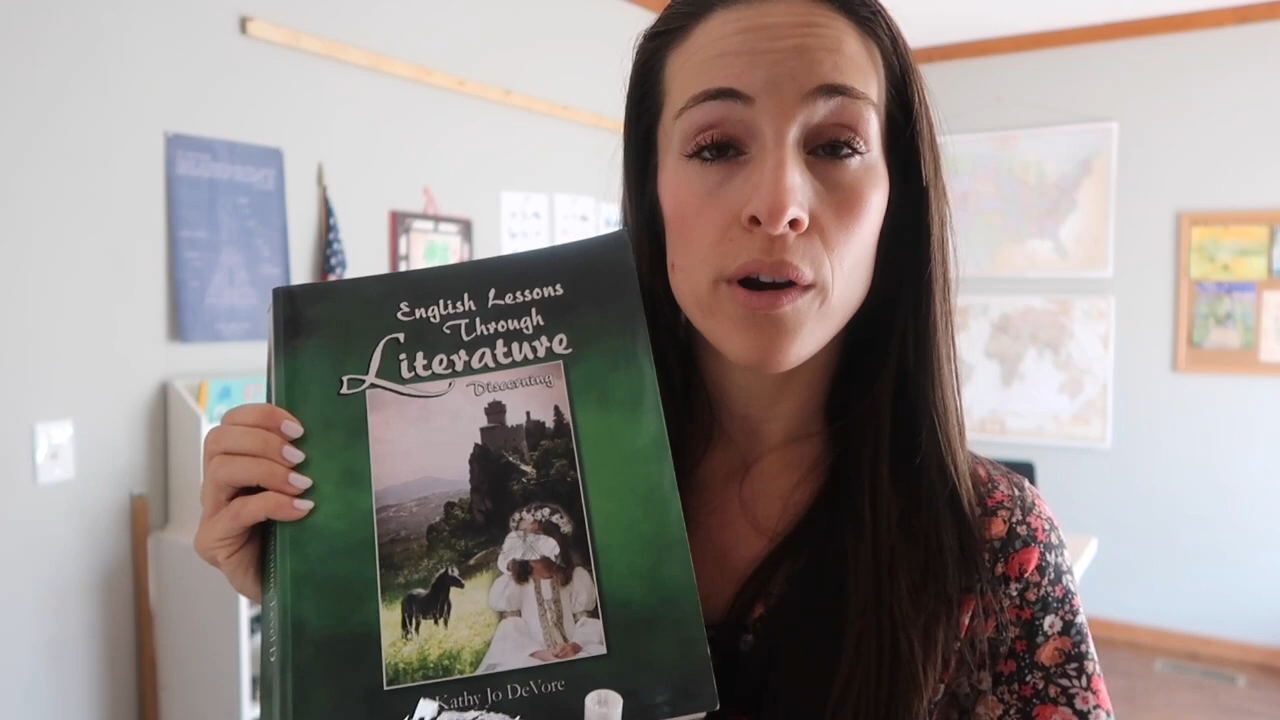 English Lessons
Through
Literature
Discerning
Kathy Jo DeVore